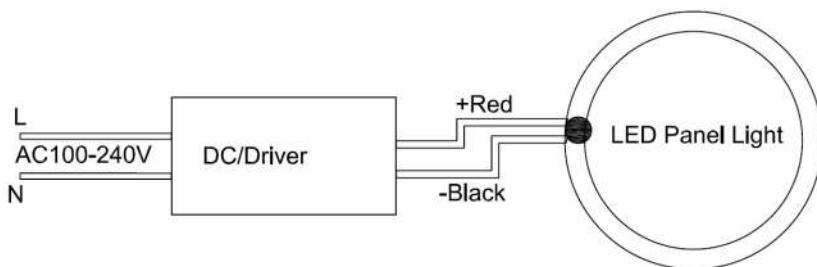 L
AC100-240V
N
DC/Driver
+Red
-Black
LED Panel Light